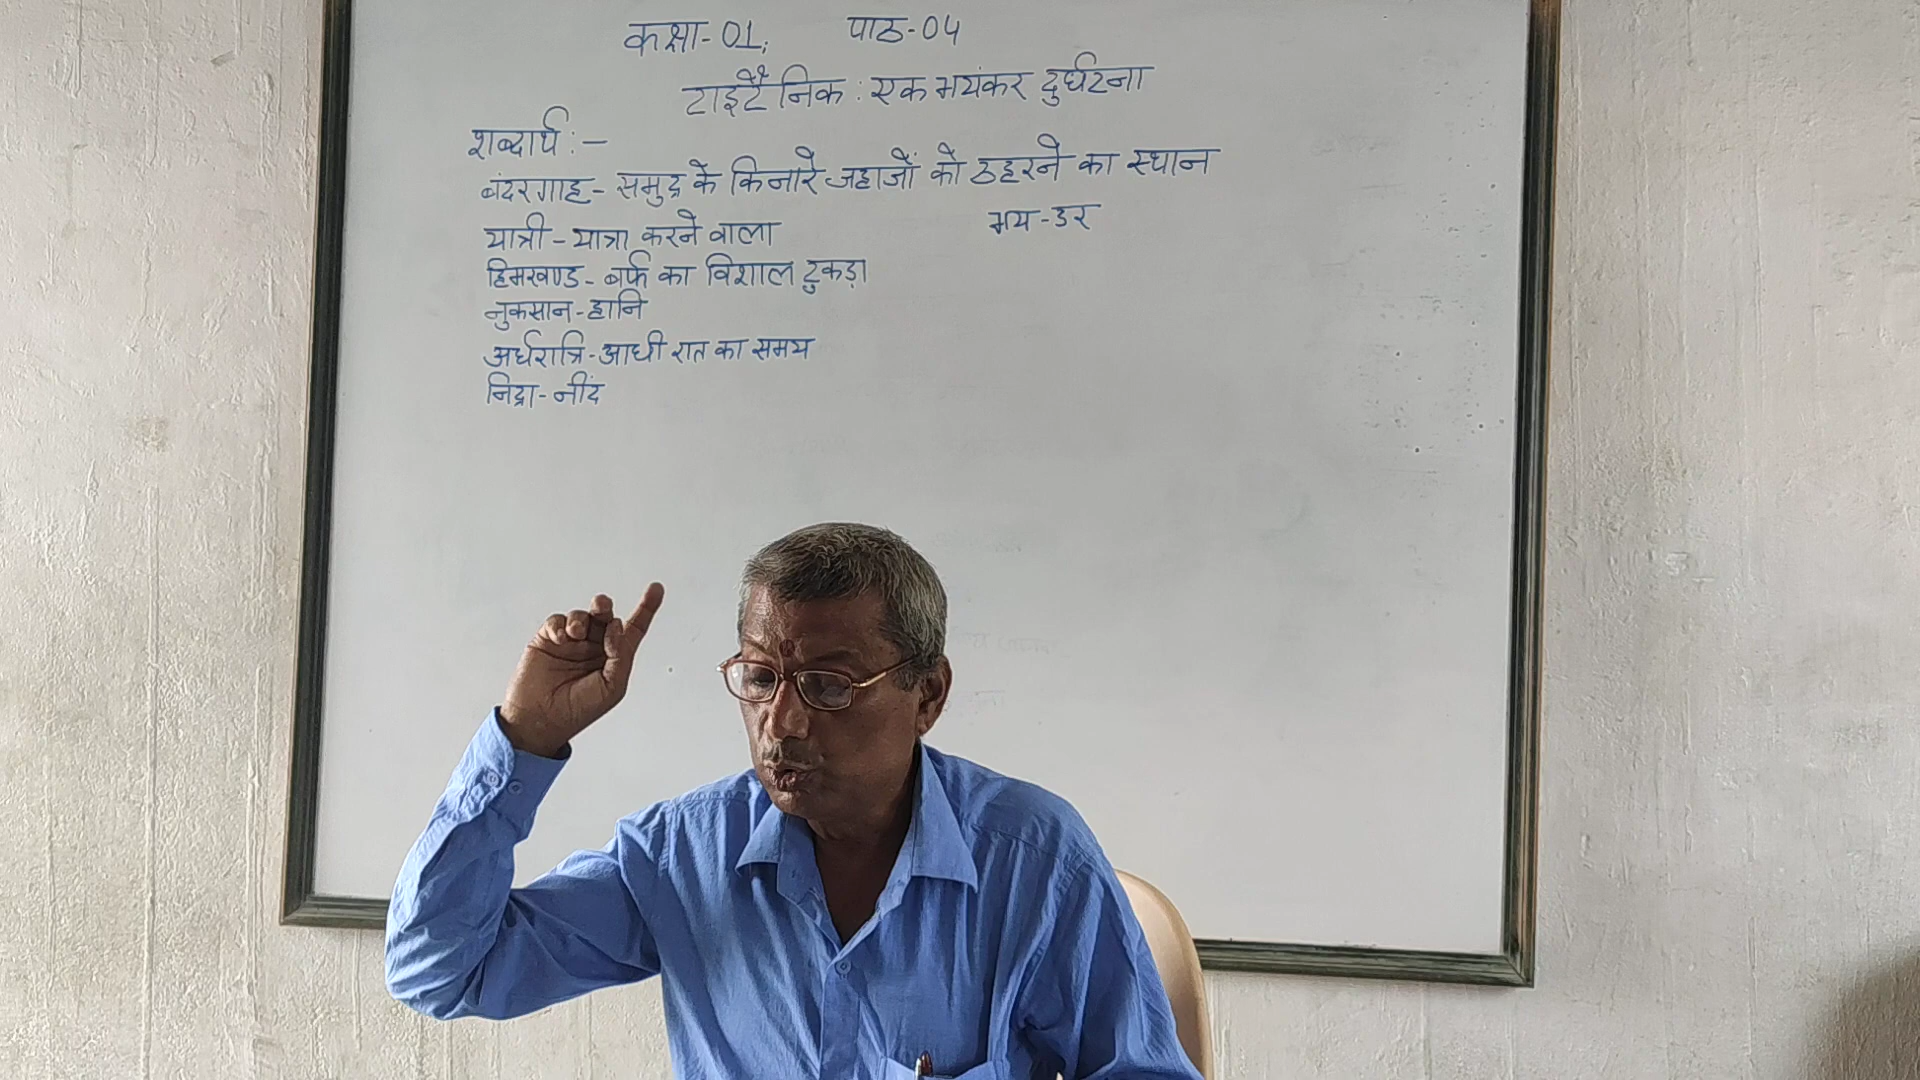 कक्षा-01, पाठ-04
टाइटैनिक : एक भयंकर दुर्घटना
शब्दार्थ :-
बंदरगाह - समुद्र के किनारे जहाजों को ठहरने का स्थान
यात्री - यात्रा करने वाला भय - डर
हिमखण्ड - बर्फ का विशाल टुकड़ा
नुकसान - हानि
अर्धरात्रि - आधी रात का समय
निद्रा - नींद